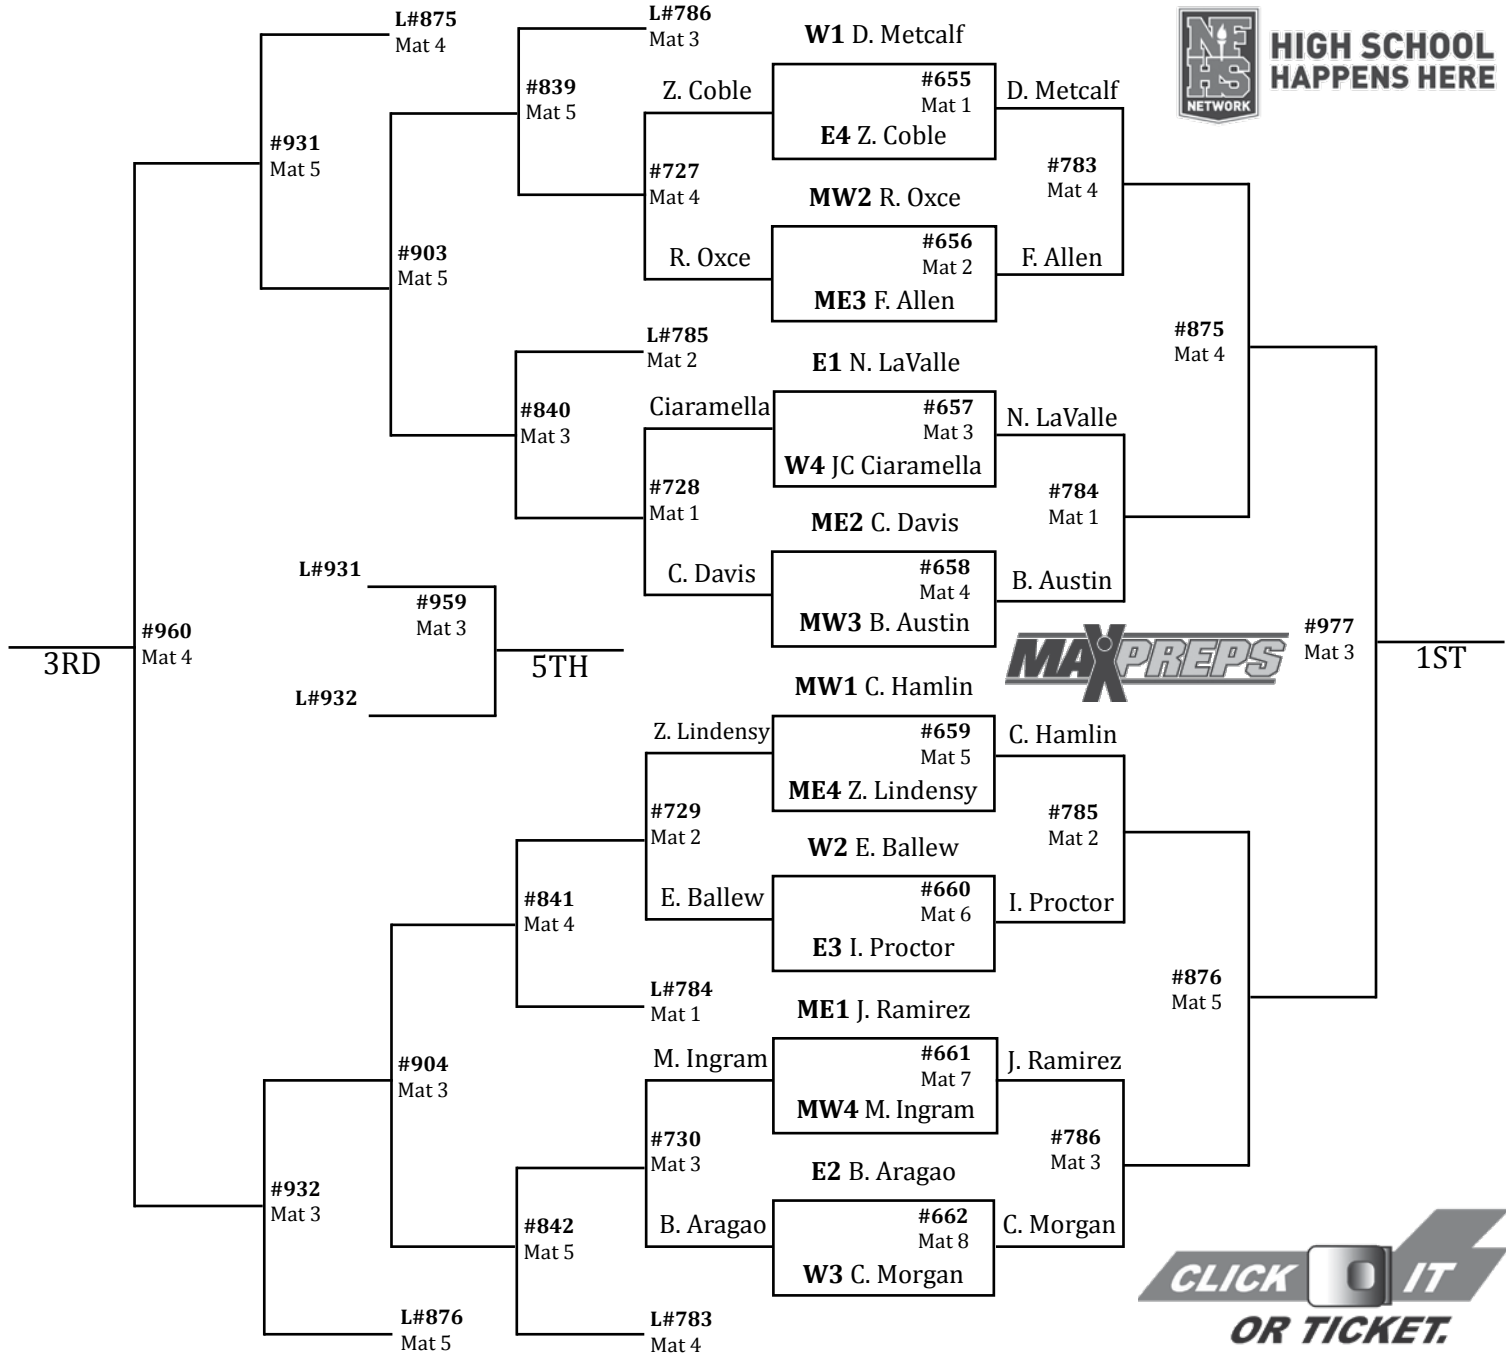 L#875
Mat 4
L#786
Mat 3
W1 D. Metcalf
NF
HS
NETWORK
HIGH SCHOOL
HAPPENS HERE
#839
Mat 5
Z. Coble
#655
Mat 1
D. Metcalf
E4 Z. Coble
#931
Mat 5
#727
Mat 4
#783
Mat 4
MW2 R. Oxce
#903
Mat 5
R. Oxce
#656
Mat 2
F. Allen
ME3 F. Allen
L#785
Mat 2
#875
Mat 4
E1 N. LaValle
#840
Mat 3
Ciaramella
#657
Mat 3
N. LaValle
W4 JC Ciaramella
#728
Mat 1
#784
Mat 1
ME2 C. Davis
L#931
C. Davis
#658
Mat 4
B. Austin
#959
Mat 3
MW3 B. Austin
#960
Mat 4
3RD
5TH
MAXPREPS
#977
Mat 3
1ST
L#932
MW1 C. Hamlin
Z. Lindensy
#659
Mat 5
C. Hamlin
ME4 Z. Lindensy
#729
Mat 2
#785
Mat 2
W2 E. Ballew
#841
Mat 4
E. Ballew
#660
Mat 6
I. Proctor
E3 I. Proctor
L#784
Mat 1
#876
Mat 5
ME1 J. Ramirez
#904
Mat 3
M. Ingram
#661
Mat 7
J. Ramirez
MW4 M. Ingram
#730
Mat 3
#786
Mat 3
E2 B. Aragao
#932
Mat 3
#842
Mat 5
B. Aragao
#662
Mat 8
C. Morgan
W3 C. Morgan
L#876
Mat 5
L#783
Mat 4
CLICK IT
OR TICKET.